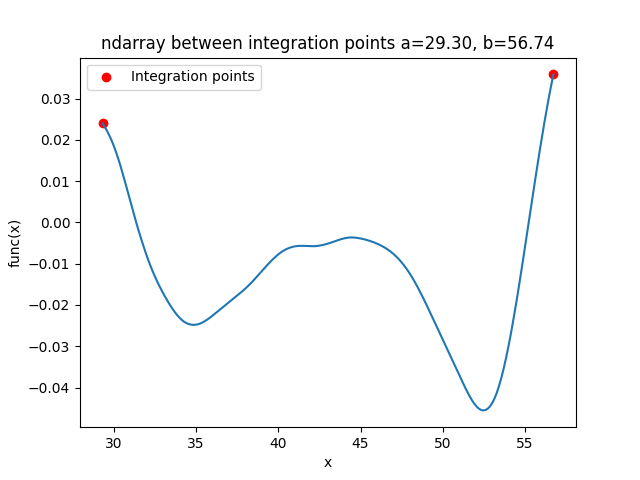 ndarray between integration points a=29.30, b=56.74
Integration points
0.03
0.02
0.01
0.00
−0.01
−0.02
−0.03
−0.04
func(x)
30 35 40 45 50 55
x